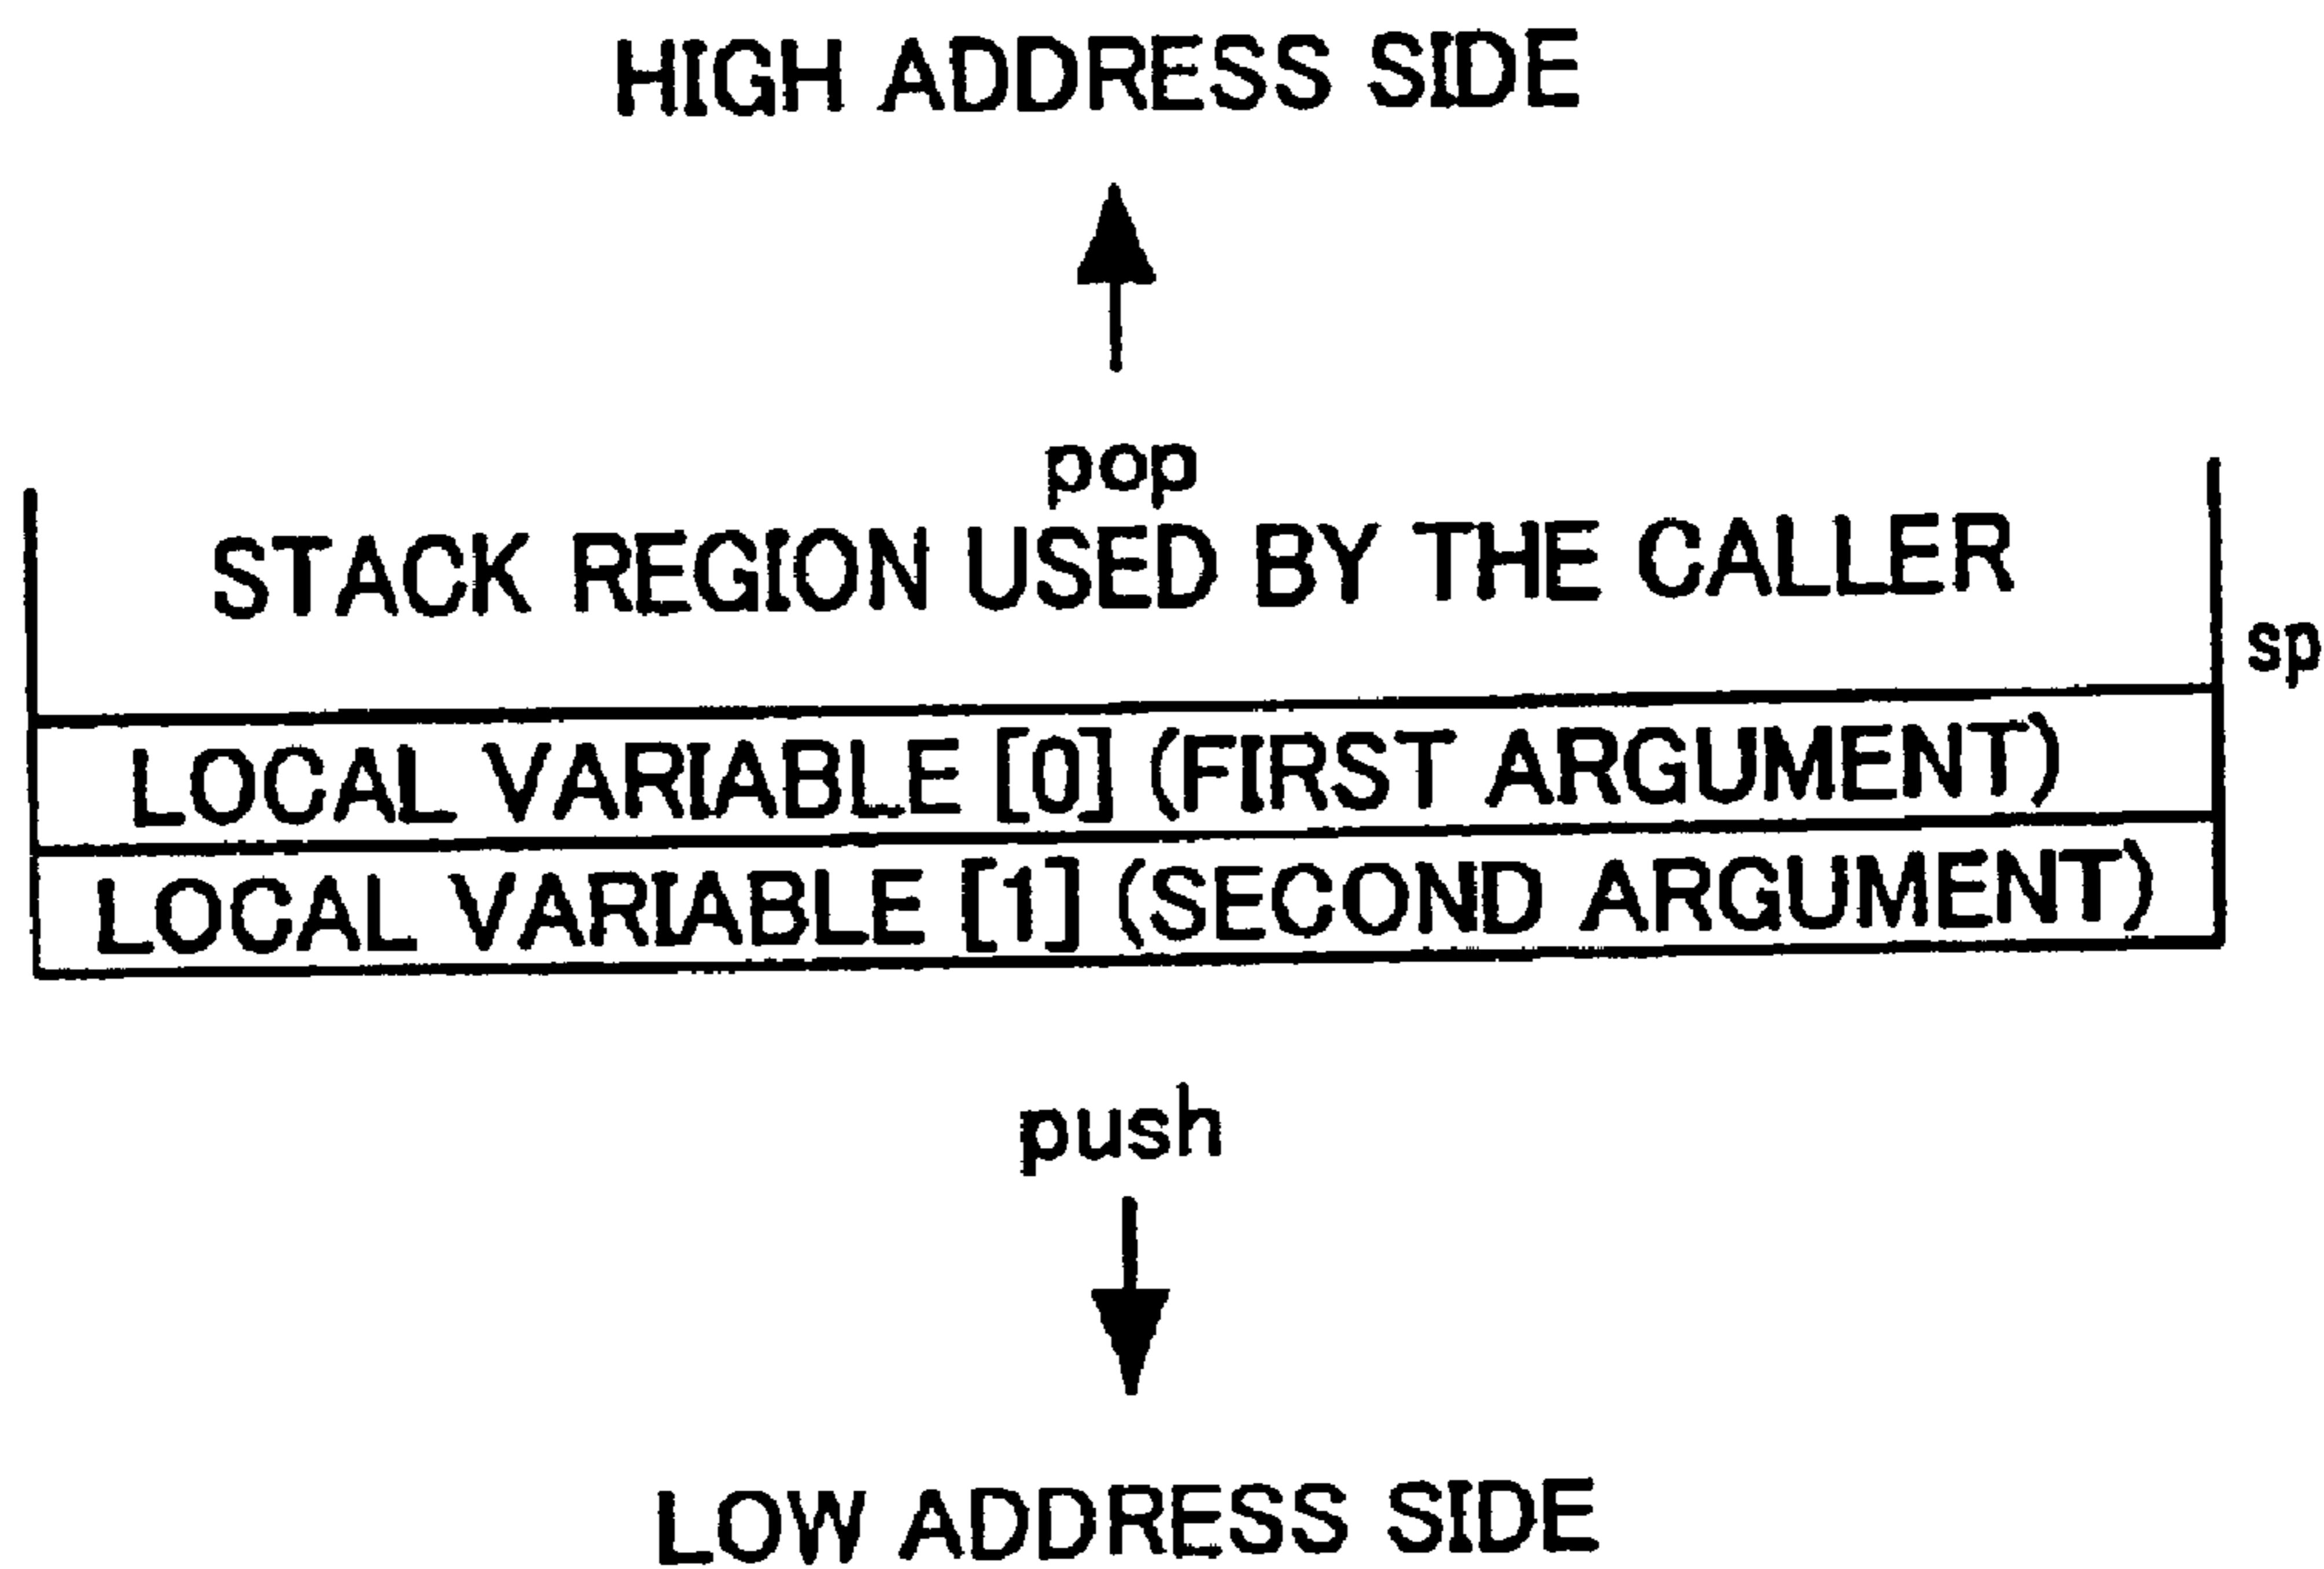 HIGH ADDRESS SIDE
pop
STACK REGION USED BY THE CALLER
sp
LOCAL VARIABLE [0] (FIRST ARGUMENT)
LOCAL VARIABLE [1] (SECOND ARGUMENT)
push
LOW ADDRESS SIDE